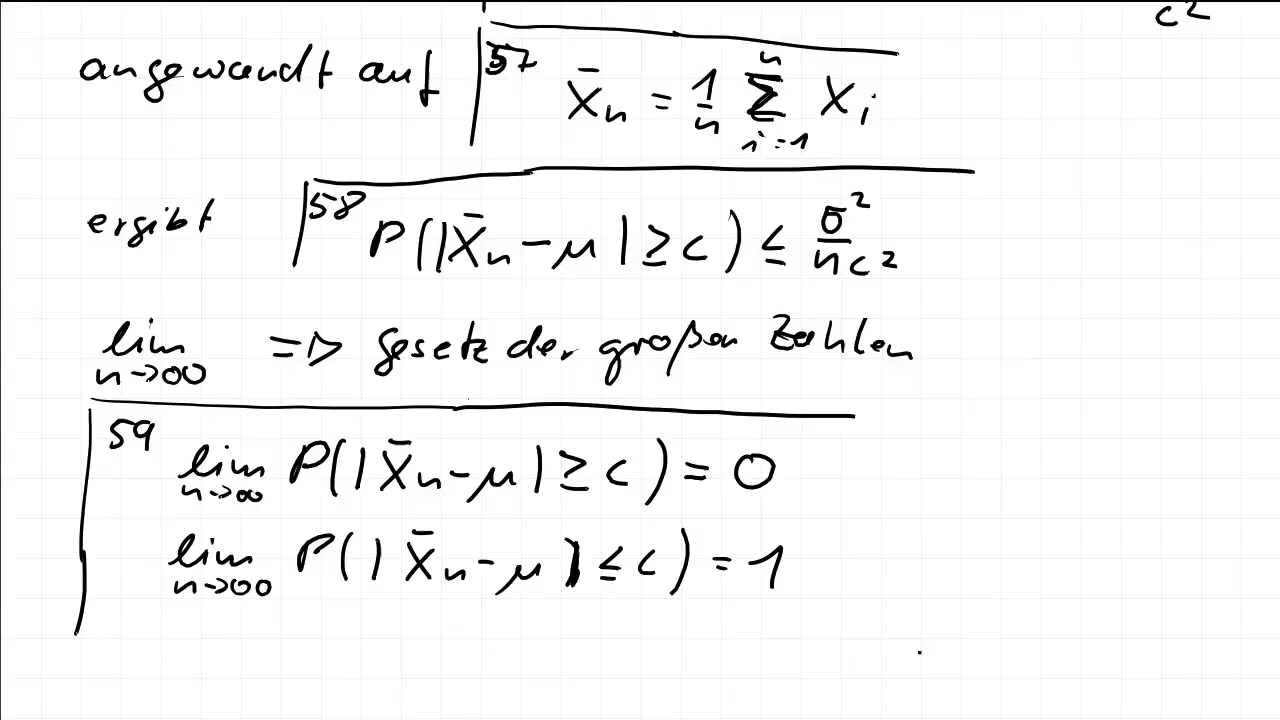 c²
angewandt auf 57 X̄ₙ = 1/n ∑ᵢ₌₁ⁿ Xᵢ
ergibt 58 P(|X̄ₙ - μ| ≥ c) ≤ σ²/nc²
lim n→∞ => Gesetz der großen Zahlen
59 lim n→∞ P(|X̄ₙ - μ| ≥ c) = 0
lim n→∞ P(|X̄ₙ - μ| ≤ c) = 1